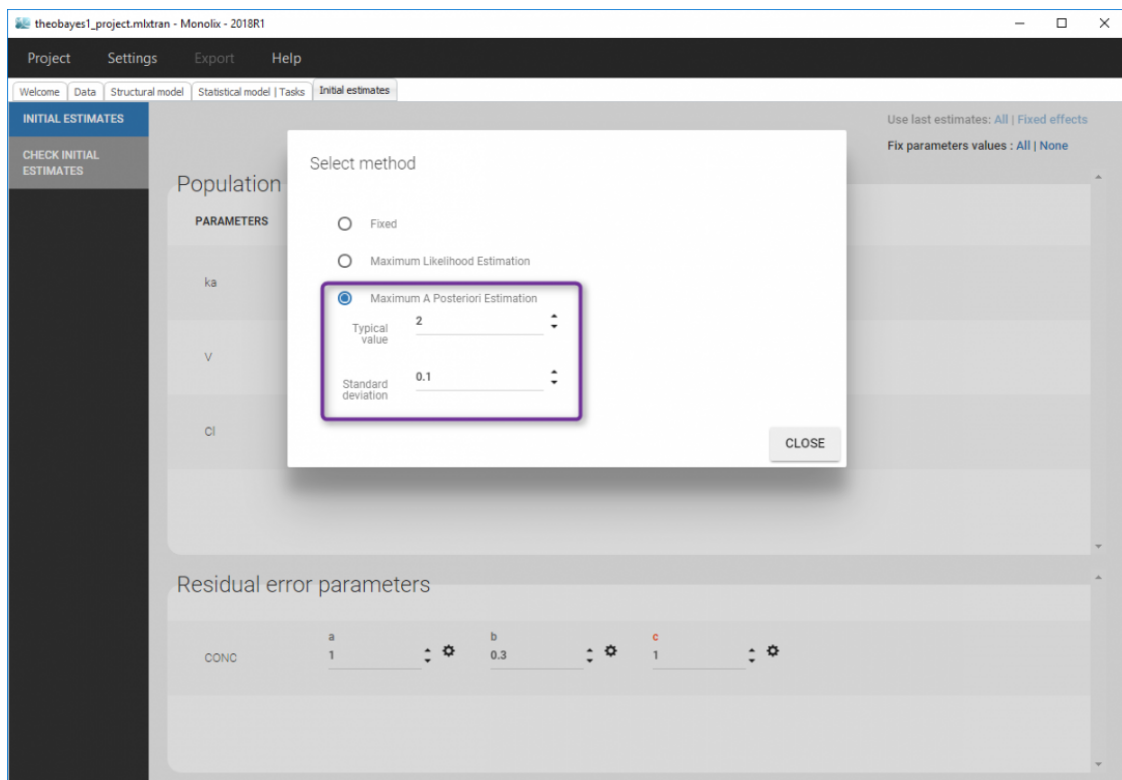 theobayes1_project.mlxtran - Monolix - 2018R1
Project Settings Export Help
Welcome Data Structural model Statistical model | Tasks Initial estimates
INITIAL ESTIMATES
CHECK INITIAL
ESTIMATES
Use last estimates: All | Fixed effects
Fix parameters values : All | None
Population
PARAMETERS
ka
V
Cl
Select method
Fixed
Maximum Likelihood Estimation
Maximum A Posteriori Estimation
Typical
value
2
Standard
deviation
0.1
CLOSE
Residual error parameters
a b c
CONC 1 0.3 1